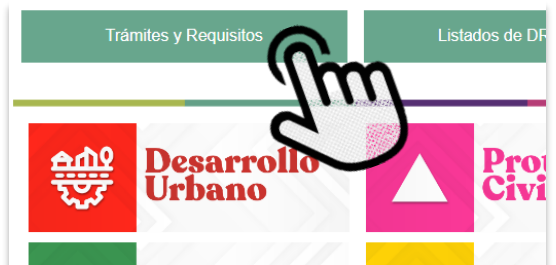 Trámites y Requisitos
Listados de DR
Desarrollo
Urbano
Prot
Civi